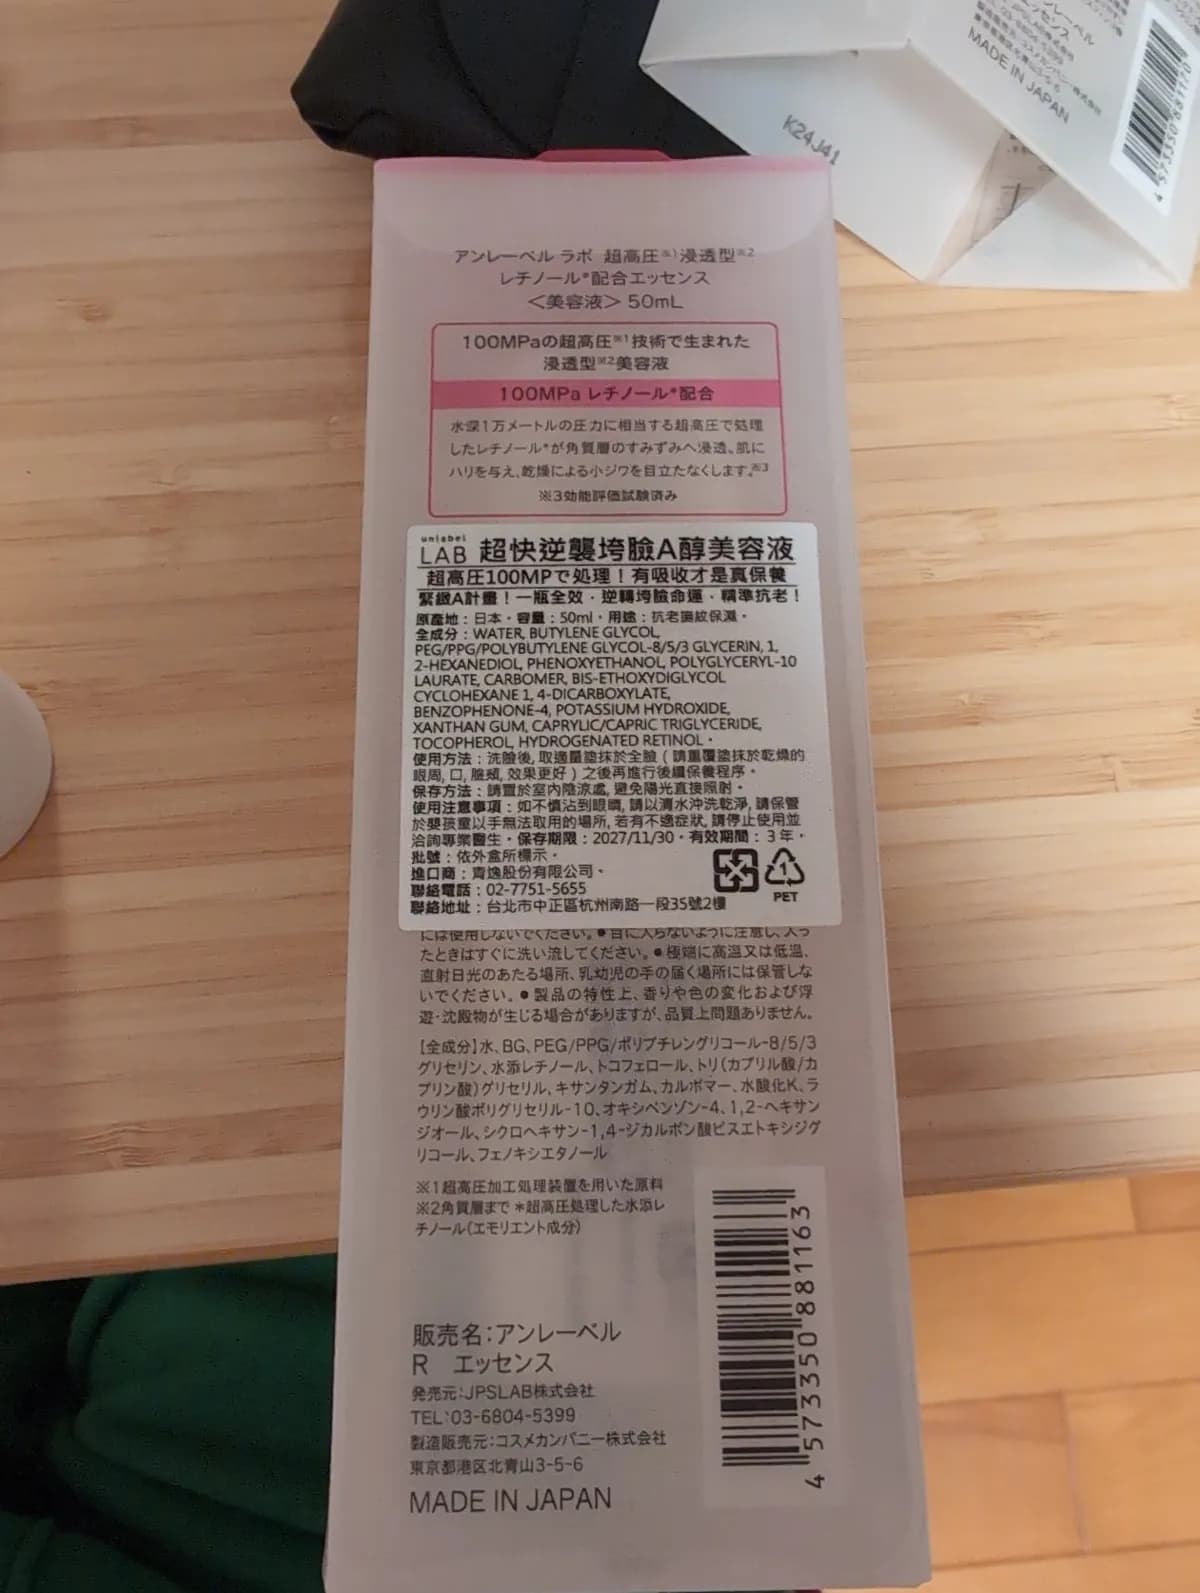 MADE IN JAPAN
K24J41
アンレーベル ラボ 超高圧※1浸透型※2
レチノール*配合エッセンス
＜美容液＞ 50mL
100MPaの超高圧※1技術で生まれた
浸透型※2美容液
100MPa レチノール*配合
水深1万メートルの圧力に相当する超高圧で処理
したレチノール*が角質層のすみずみへ浸透。肌に
ハリを与え、乾燥による小ジワを目立たなくします。※3
※3効能評価試験済み
unlabel
LAB 超快逆襲垮臉A醇美容液
超高圧100MPで処理！有吸收才是真保養
緊緻A計畫！一瓶全效．逆轉垮臉命運．精準抗老！
原產地：日本。容量：50ml。用途：抗老撫紋保濕。
全成分：WATER, BUTYLENE GLYCOL,
PEG/PPG/POLYBUTYLENE GLYCOL-8/5/3 GLYCERIN, 1,
2-HEXANEDIOL, PHENOXYETHANOL, POLYGLYCERYL-10
LAURATE, CARBOMER, BIS-ETHOXYDIGLYCOL
CYCLOHEXANE 1, 4-DICARBOXYLATE,
BENZOPHENONE-4, POTASSIUM HYDROXIDE,
XANTHAN GUM, CAPRYLIC/CAPRIC TRIGLYCERIDE,
TOCOPHEROL, HYDROGENATED RETINOL。
使用方法：洗臉後, 取適量塗抹於全臉（請重覆塗抹於乾燥的
眼周, 口, 臉頰, 效果更好）之後再進行後續保養程序。
保存方法：請置於室內陰涼處, 避免陽光直接照射。
使用注意事項：如不慎沾到眼睛, 請以清水沖洗乾淨, 請保管
於嬰孩童以手無法取用的場所, 若有不適症狀, 請停止使用並
洽詢專業醫生。保存期限：2027/11/30。有效期間：3年。
批號：依外盒所標示。
進口商：青逸股份有限公司。
聯絡電話：02-7751-5655
聯絡地址：台北市中正區杭州南路一段35號2樓
PET
には使用しないでください。●目に入らないように注意し、入っ
たときはすぐに洗い流してください。●極端に高温又は低温、
直射日光のあたる場所、乳幼児の手の届く場所には保管しな
いでください。●製品の特性上、香りや色の変化および浮
遊・沈殿物が生じる場合がありますが、品質上問題ありません。
【全成分】水、BG、PEG/PPG/ポリブチレングリコール-8/5/3
グリセリン、水添レチノール、トコフェロール、トリ(カプリル酸/カ
プリン酸)グリセリル、キサンタンガム、カルボマー、水酸化K、ラ
ウリン酸ポリグリセリル-10、オキシベンゾン-4、1,2-ヘキサン
ジオール、シクロヘキサン-1,4-ジカルボン酸ビスエトキシジグ
リコール、フェノキシエタノール
※1超高圧加工処理装置を用いた原料
※2角質層まで *超高圧処理した水添レ
チノール(エモリエント成分)
販売名：アンレーベル
R エッセンス
発売元：JPSLAB株式会社
TEL：03-6804-5399
製造販売元：コスメカンパニー株式会社
東京都港区北青山3-5-6
MADE IN JAPAN
4573350881163